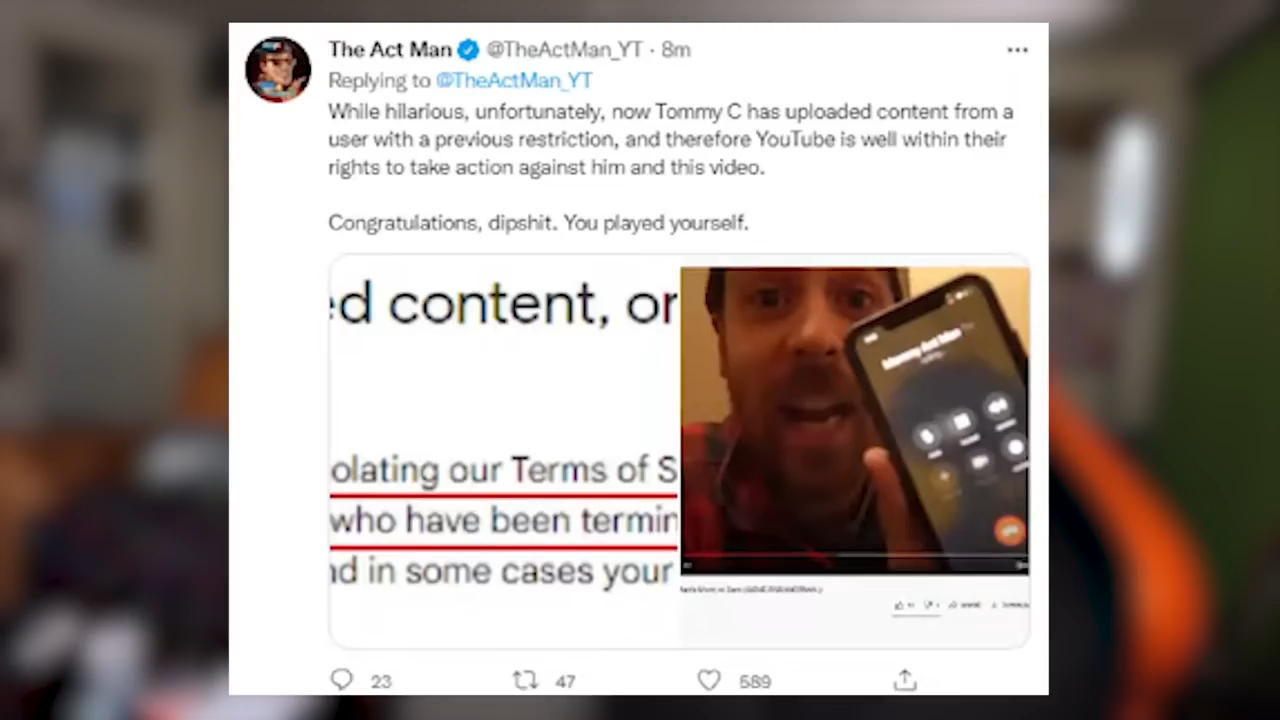 The Act Man @TheActMan_YT · 8m
Replying to @TheActMan_YT
While hilarious, unfortunately, now Tommy C has uploaded content from a
user with a previous restriction, and therefore YouTube is well within their
rights to take action against him and this video.
Congratulations, dipshit. You played yourself.
ed content, or
olating our Terms of S
who have been termin
nd in some cases your
Mommy Act Man
23 47 589